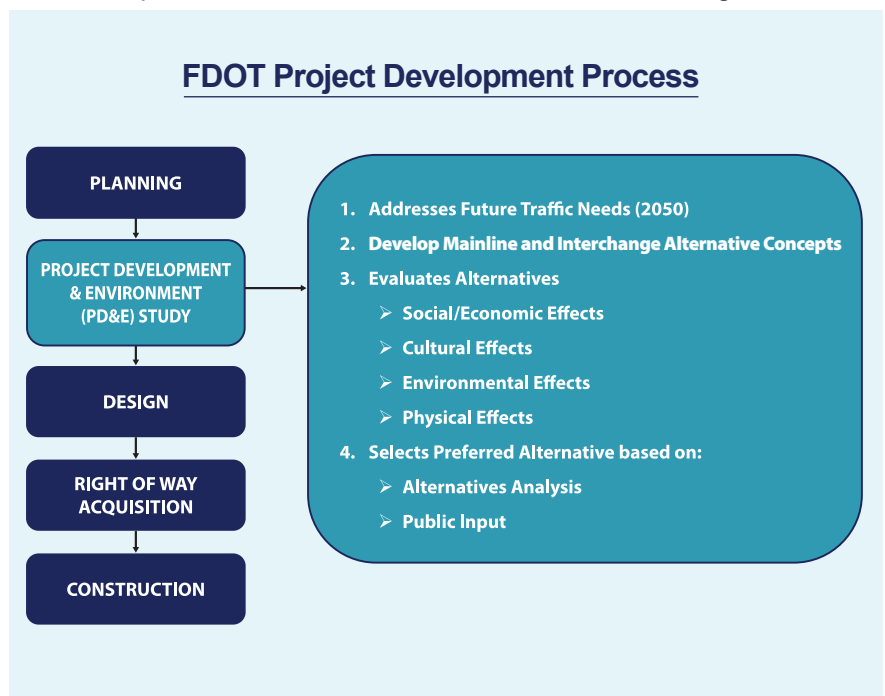 FDOT Project Development Process
PLANNING
PROJECT DEVELOPMENT
& ENVIRONMENT
(PD&E) STUDY
DESIGN
RIGHT OF WAY
ACQUISITION
CONSTRUCTION
1. Addresses Future Traffic Needs (2050)
2. Develop Mainline and Interchange Alternative Concepts
3. Evaluates Alternatives
➢ Social/Economic Effects
➢ Cultural Effects
➢ Environmental Effects
➢ Physical Effects
4. Selects Preferred Alternative based on:
➢ Alternatives Analysis
➢ Public Input